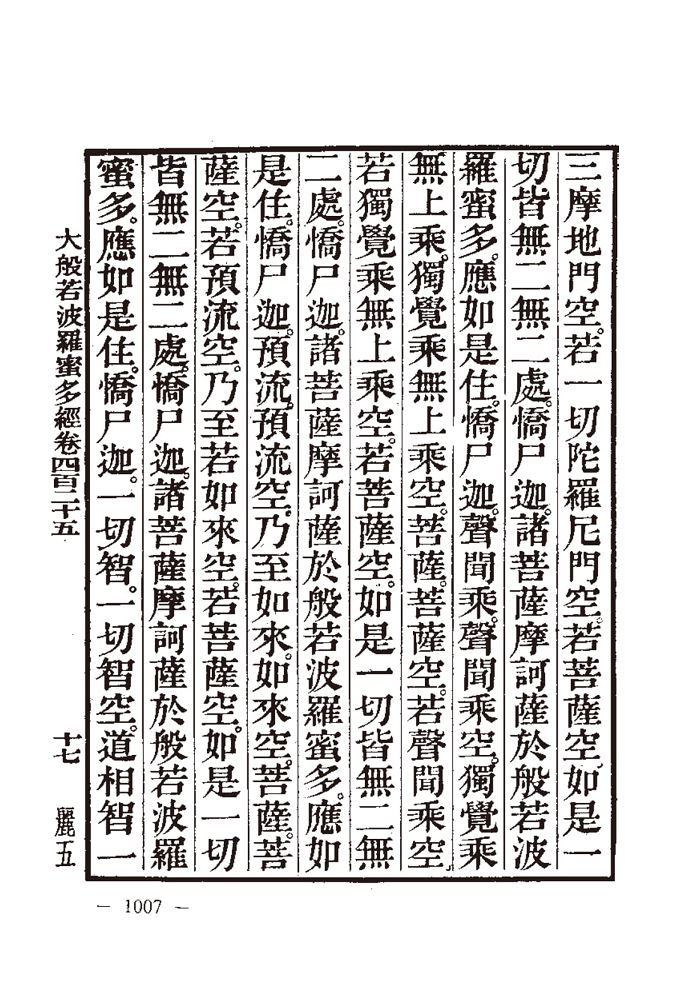 三摩地門空。若一切陀羅尼門空。若菩薩空。如是一
切皆無二無二處。憍尸迦。諸菩薩摩訶薩於般若波
羅蜜多。應如是住。憍尸迦。聲聞乘。聲聞乘空。獨覺乘
無上乘。獨覺乘無上乘空。菩薩。菩薩空。若聲聞乘空。
若獨覺乘無上乘空。若菩薩空。如是一切皆無二無
二處。憍尸迦。諸菩薩摩訶薩於般若波羅蜜多。應如
是住。憍尸迦。預流。預流空。乃至如來。如來空。菩薩。菩
薩空。若預流空。乃至若如來空。若菩薩空。如是一切
皆無二無二處。憍尸迦。諸菩薩摩訶薩於般若波羅
蜜多。應如是住。憍尸迦。一切智。一切智空。道相智一
大般若波羅蜜多經卷四百二十五 十七 麗五
— 1007 —